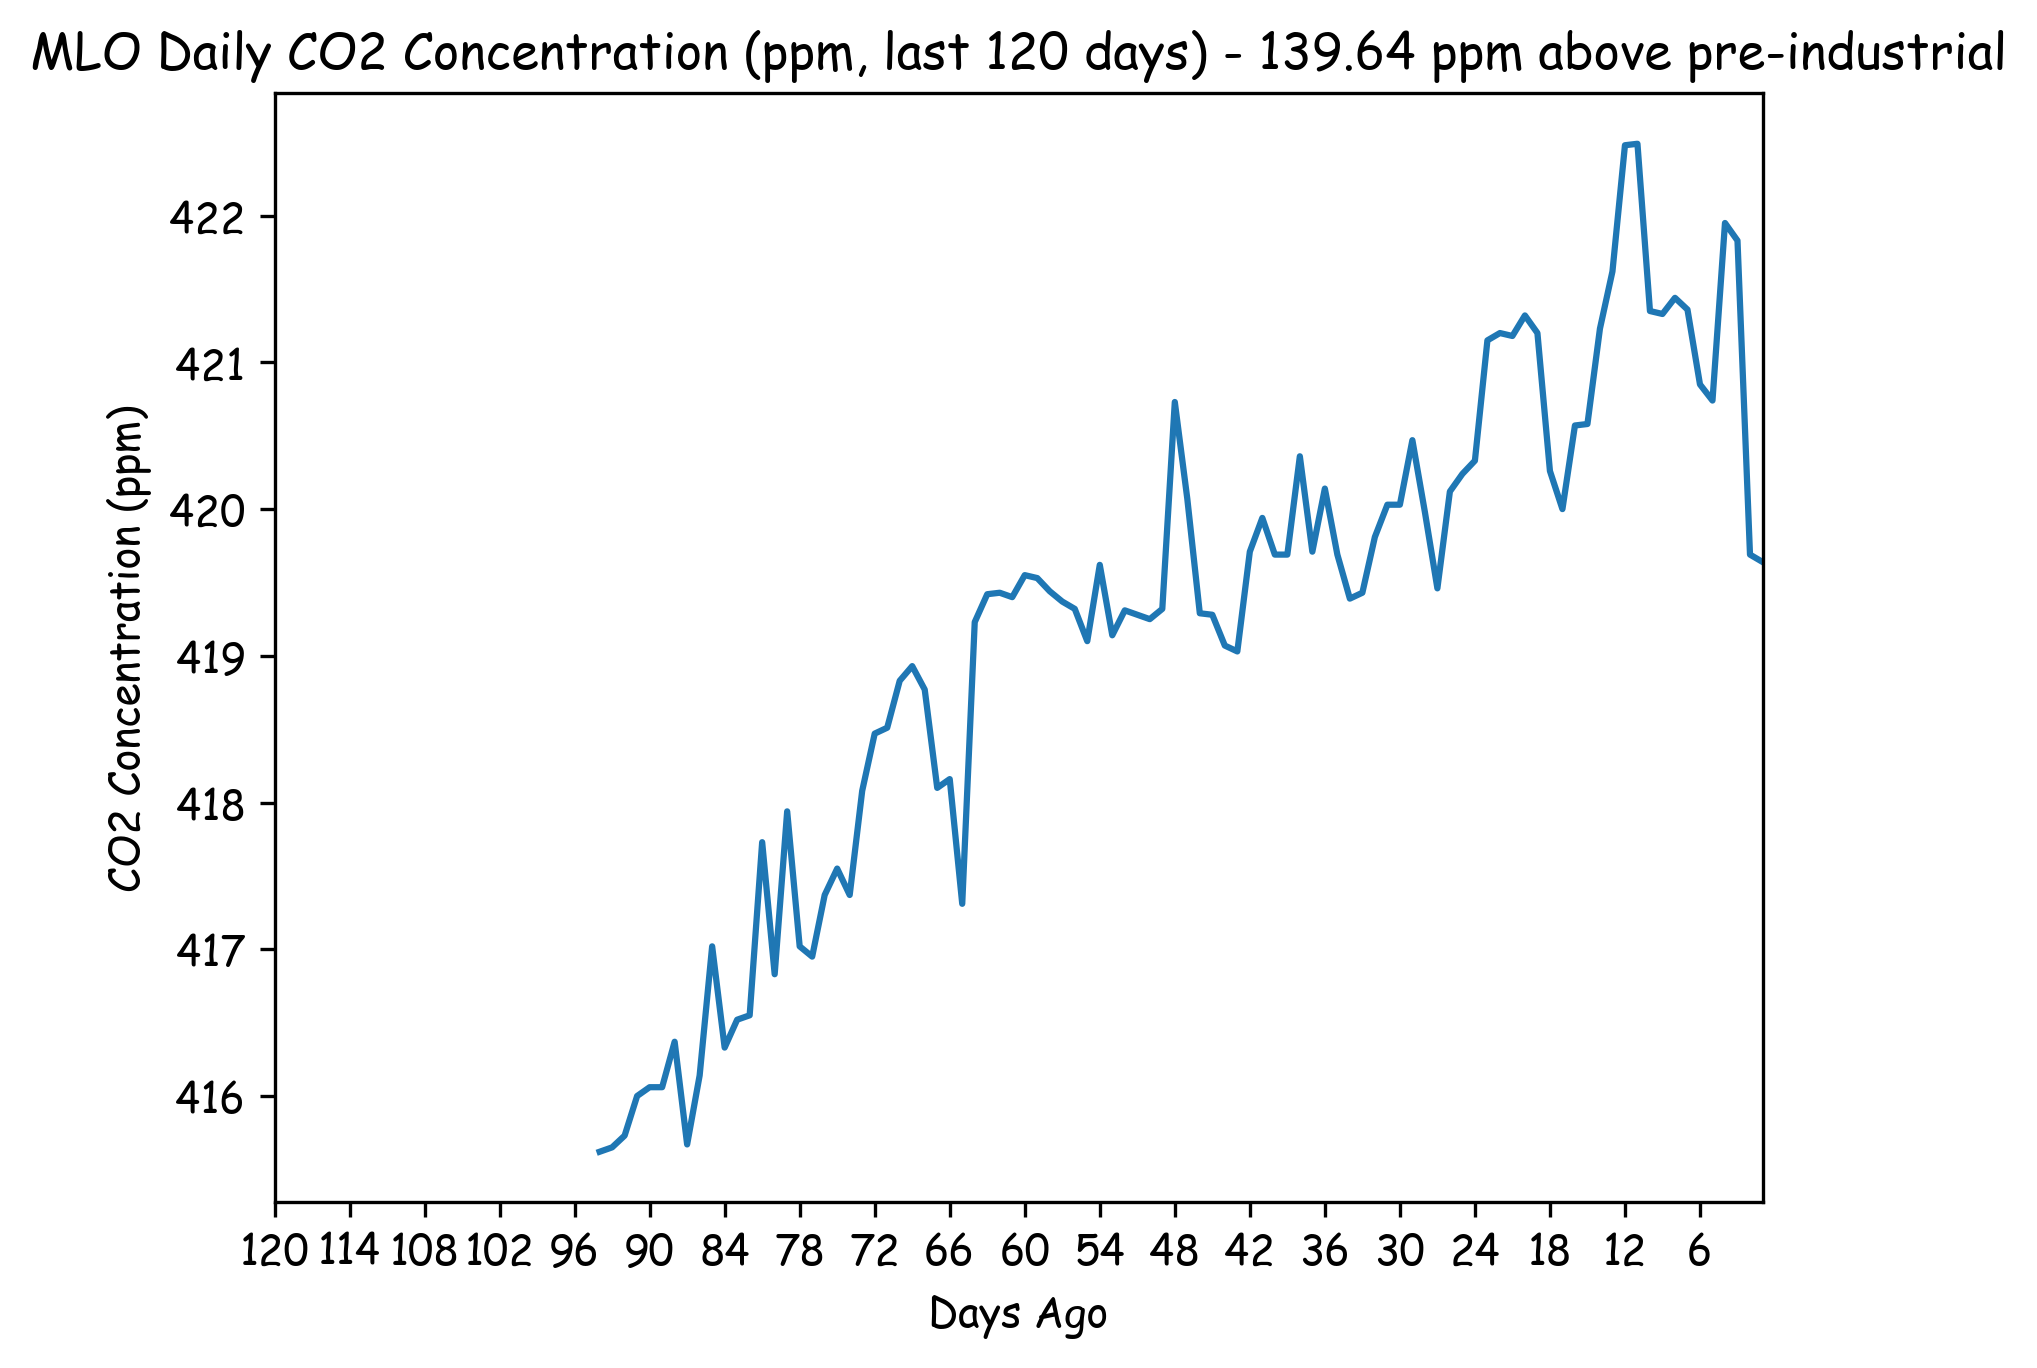 MLO Daily CO2 Concentration (ppm, last 120 days) - 139.64 ppm above pre-industrial
CO2 Concentration (ppm)
422
421
420
419
418
417
416
120 114 108 102 96 90 84 78 72 66 60 54 48 42 36 30 24 18 12 6
Days Ago